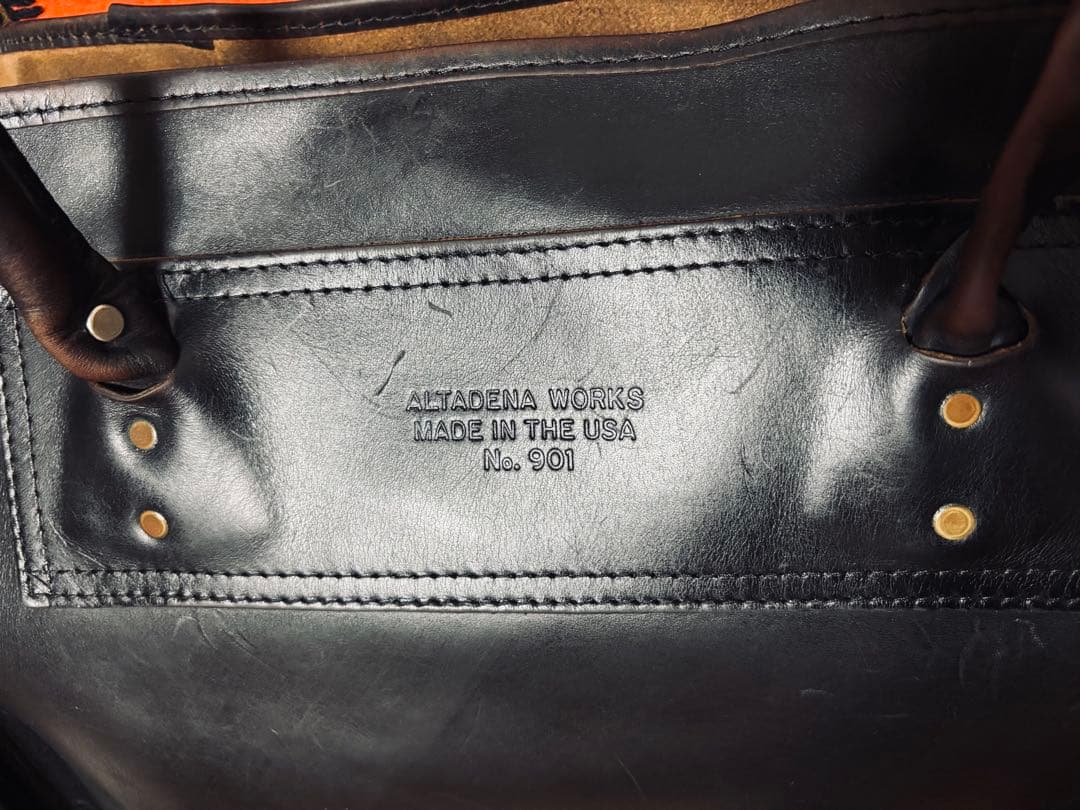 ALTADENA WORKS
MADE IN THE USA
No. 901